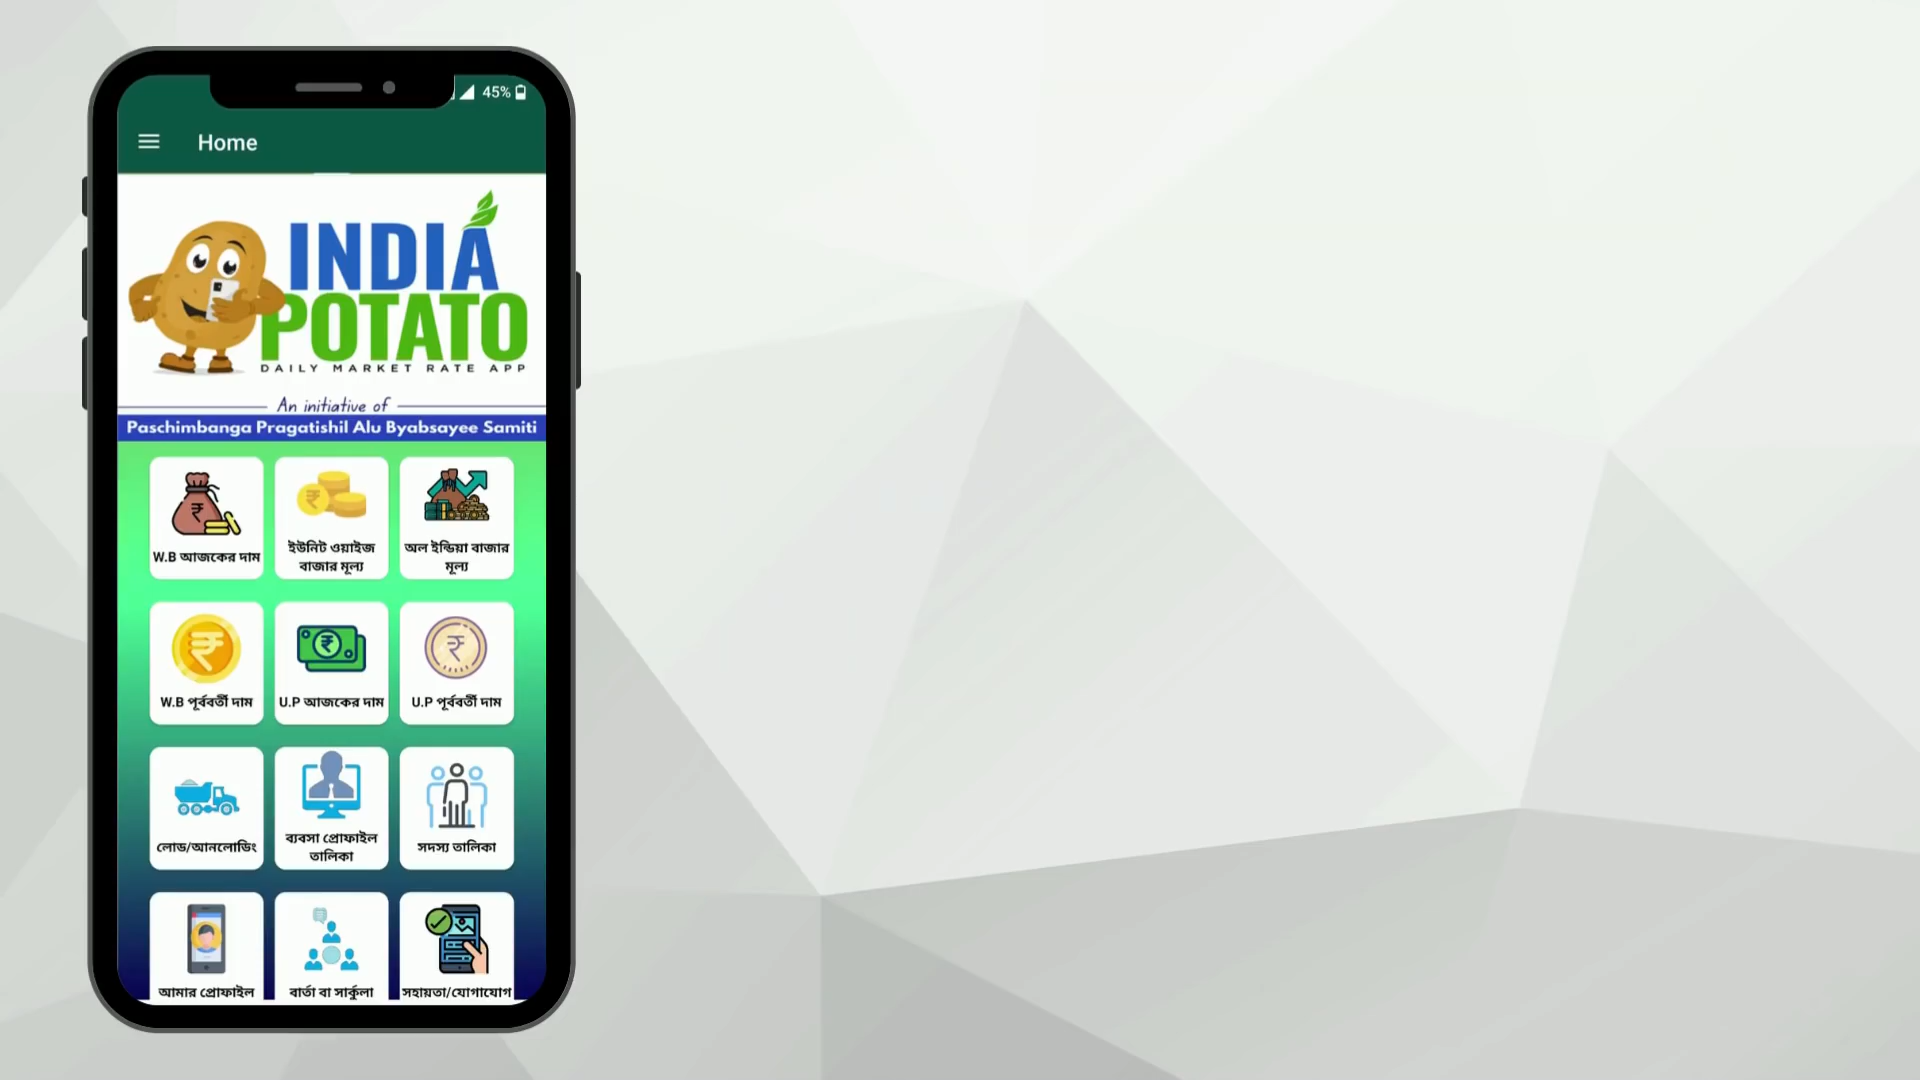 45%
Home
INDIA
POTATO
DAILY MARKET RATE APP
An initiative of
Paschimbanga Pragatishil Alu Byabsayee Samiti
W.B আজকের দাম
ইউনিট ওয়াইজ
বাজার মূল্য
অল ইন্ডিয়া বাজার
মূল্য
W.B পূর্ববর্তী দাম
U.P আজকের দাম
U.P পূর্ববর্তী দাম
লোড/আনলোডিং
ব্যবসা প্রোফাইল
তালিকা
সদস্য তালিকা
আমার প্রোফাইল
বার্তা বা সার্কুলা
সহায়তা/যোগাযোগ